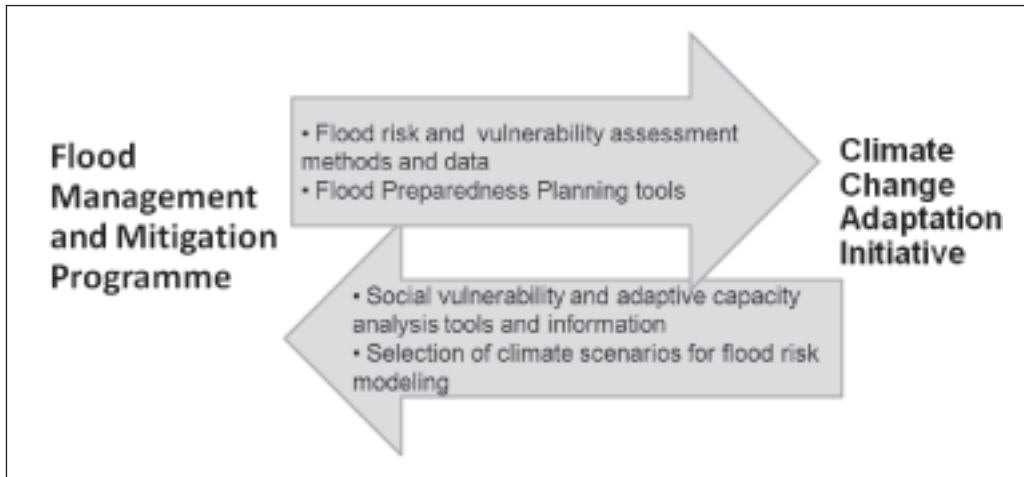 Flood
Management
and Mitigation
Programme
• Flood risk and vulnerability assessment
methods and data
• Flood Preparedness Planning tools
Climate
Change
Adaptation
Initiative
• Social vulnerability and adaptive capacity
analysis tools and information
• Selection of climate scenarios for flood risk
modeling